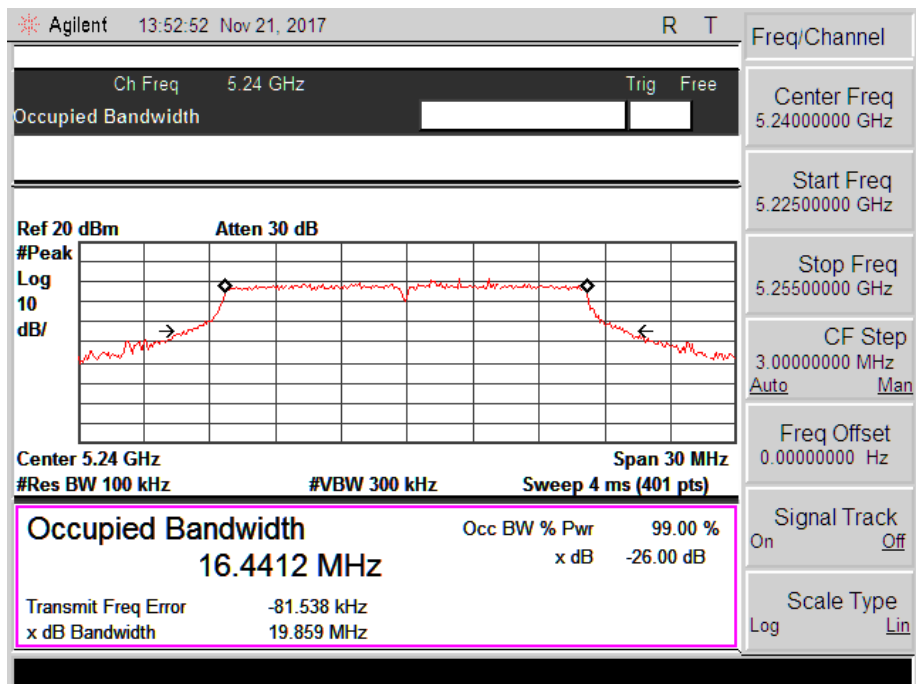 Agilent 13:52:52 Nov 21, 2017 R T
Ch Freq 5.24 GHz Trig Free
Occupied Bandwidth
Ref 20 dBm Atten 30 dB
#Peak
Log
10
dB/
Center 5.24 GHz Span 30 MHz
#Res BW 100 kHz #VBW 300 kHz Sweep 4 ms (401 pts)
Occupied Bandwidth Occ BW % Pwr 99.00 %
16.4412 MHz x dB -26.00 dB
Transmit Freq Error -81.538 kHz
x dB Bandwidth 19.859 MHz
Freq/Channel
Center Freq
5.24000000 GHz
Start Freq
5.22500000 GHz
Stop Freq
5.25500000 GHz
CF Step
3.00000000 MHz
Auto Man
Freq Offset
0.00000000 Hz
Signal Track
On Off
Scale Type
Log Lin